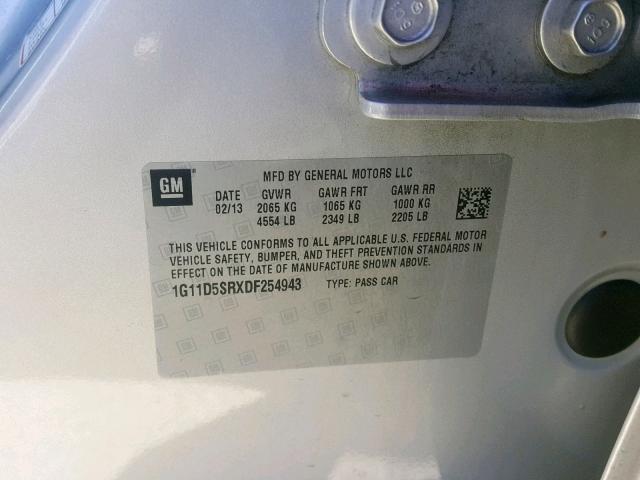 GM
MFD BY GENERAL MOTORS LLC
DATE GVWR GAWR FRT GAWR RR
02/13 2065 KG 1065 KG 1000 KG
4554 LB 2349 LB 2205 LB
THIS VEHICLE CONFORMS TO ALL APPLICABLE U.S. FEDERAL MOTOR
VEHICLE SAFETY, BUMPER, AND THEFT PREVENTION STANDARDS IN
EFFECT ON THE DATE OF MANUFACTURE SHOWN ABOVE.
1G11D5SRXDF254943 TYPE: PASS CAR